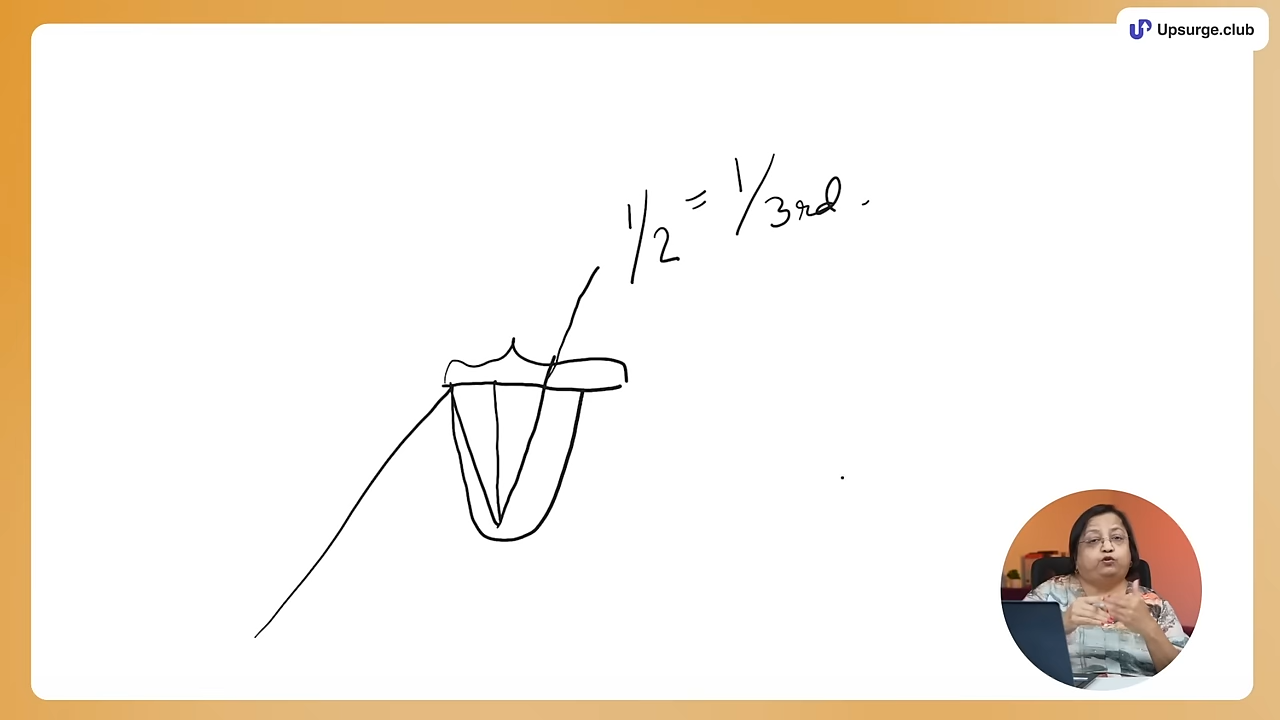 Upsurge.club
1/2 = 1/3rd.